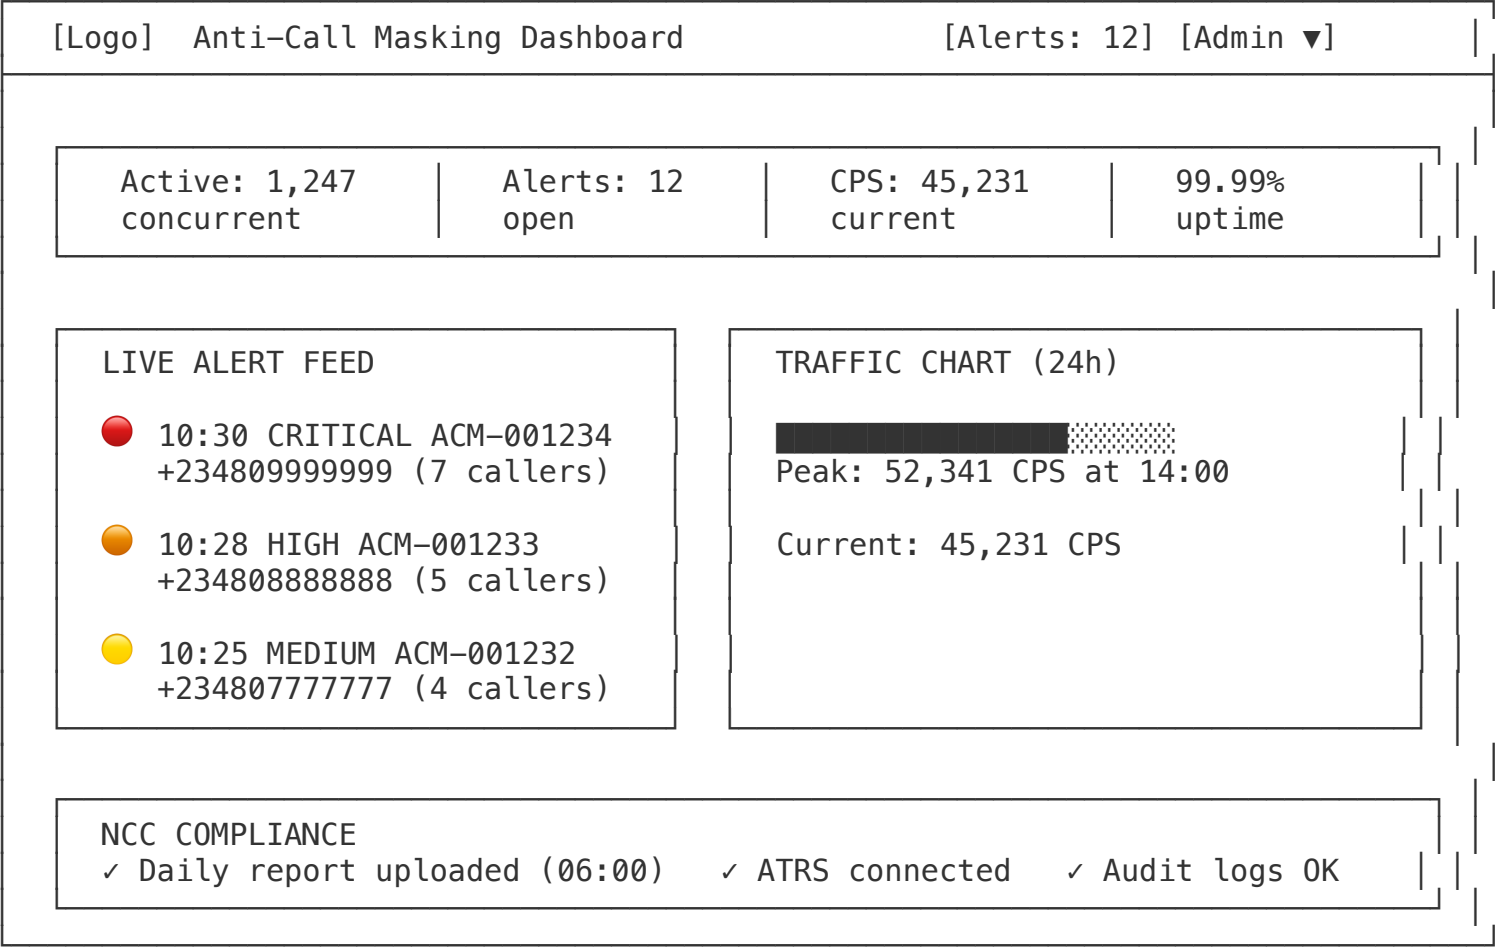 [Logo] Anti-Call Masking Dashboard [Alerts: 12] [Admin ▼]
Active: 1,247 Alerts: 12 CPS: 45,231 99.99%
concurrent open current uptime
LIVE ALERT FEED
10:30 CRITICAL ACM-001234
+234809999999 (7 callers)
10:28 HIGH ACM-001233
+234808888888 (5 callers)
10:25 MEDIUM ACM-001232
+234807777777 (4 callers)
TRAFFIC CHART (24h)
Peak: 52,341 CPS at 14:00
Current: 45,231 CPS
NCC COMPLIANCE
✓ Daily report uploaded (06:00) ✓ ATRS connected ✓ Audit logs OK